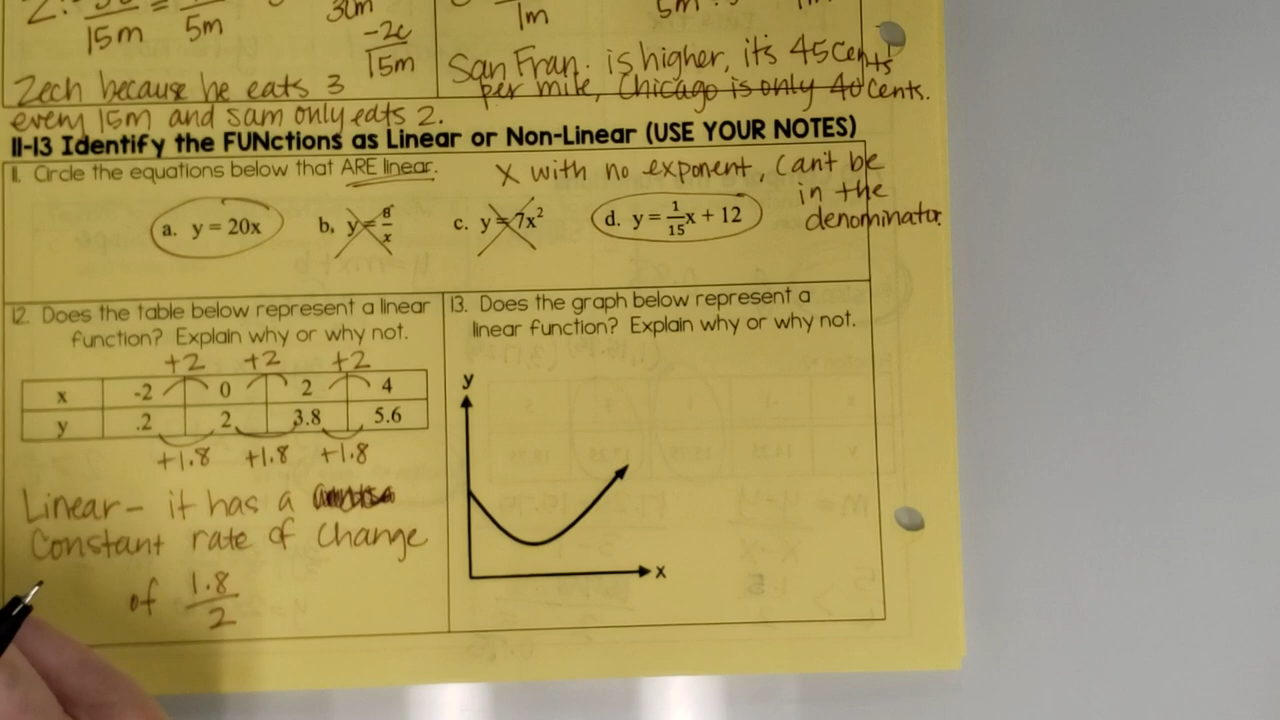 15m 5m 30m
-2c
15m
1m 5m
San Fran. is higher, it's 45 cents
per mile, Chicago is only 40 cents.
Zech because he eats 3
every 15m and Sam only eats 2.
11-13 Identify the FUNctions as Linear or Non-Linear (USE YOUR NOTES)
11. Circle the equations below that ARE linear.
X with no exponent, can't be
in the
denominator.
a. y = 20x b. y = 8/x c. y = 7x² d. y = 1/15x + 12
12. Does the table below represent a linear
function? Explain why or why not.
+2 +2 +2
x -2 0 2 4
y .2 2 3.8 5.6
+1.8 +1.8 +1.8
Linear - it has a
constant rate of change
of 1.8/2
13. Does the graph below represent a
linear function? Explain why or why not.
y
x